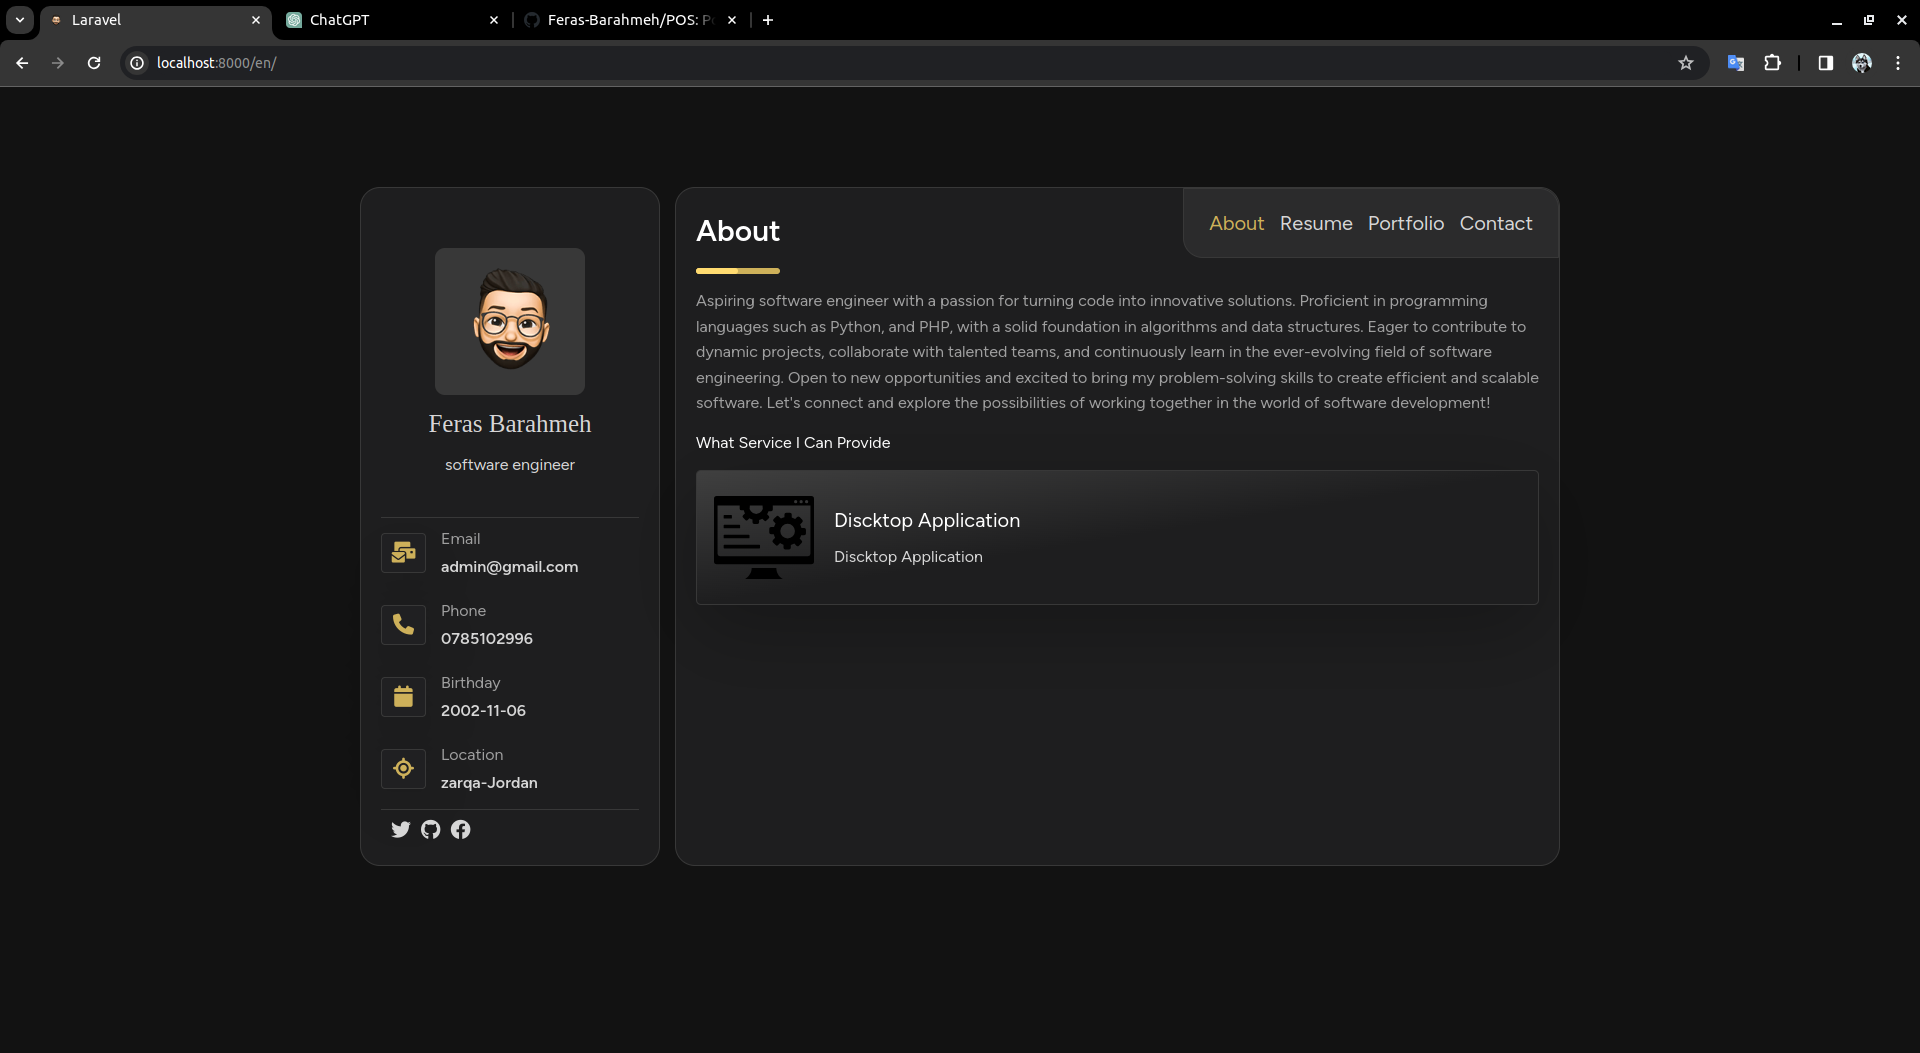 Laravel
ChatGPT
Feras-Barahmeh/POS:
localhost:8000/en/
Feras Barahmeh
software engineer
Email
admin@gmail.com
Phone
0785102996
Birthday
2002-11-06
Location
zarqa-Jordan
About
About Resume Portfolio Contact
Aspiring software engineer with a passion for turning code into innovative solutions. Proficient in programming
languages such as Python, and PHP, with a solid foundation in algorithms and data structures. Eager to contribute to
dynamic projects, collaborate with talented teams, and continuously learn in the ever-evolving field of software
engineering. Open to new opportunities and excited to bring my problem-solving skills to create efficient and scalable
software. Let's connect and explore the possibilities of working together in the world of software development!
What Service I Can Provide
Discktop Application
Discktop Application